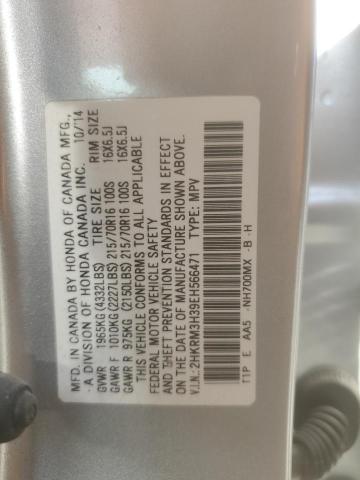 MFD. IN CANADA BY HONDA OF CANADA MFG.,
A DIVISION OF HONDA CANADA INC. 10/14
TIRE SIZE RIM SIZE
GVWR 1965KG(4332LBS)
GAWR F 1010KG(2227LBS) 215/70R16 100S 16X6.5J
GAWR R 975KG(2150LBS) 215/70R16 100S 16X6.5J
THIS VEHICLE CONFORMS TO ALL APPLICABLE
FEDERAL MOTOR VEHICLE SAFETY
AND THEFT PREVENTION STANDARDS IN EFFECT
ON THE DATE OF MANUFACTURE SHOWN ABOVE.
V.I.N.: 2HKRM3H39EH566471 TYPE: MPV
T1P E AA5 -NH700MX -B -H